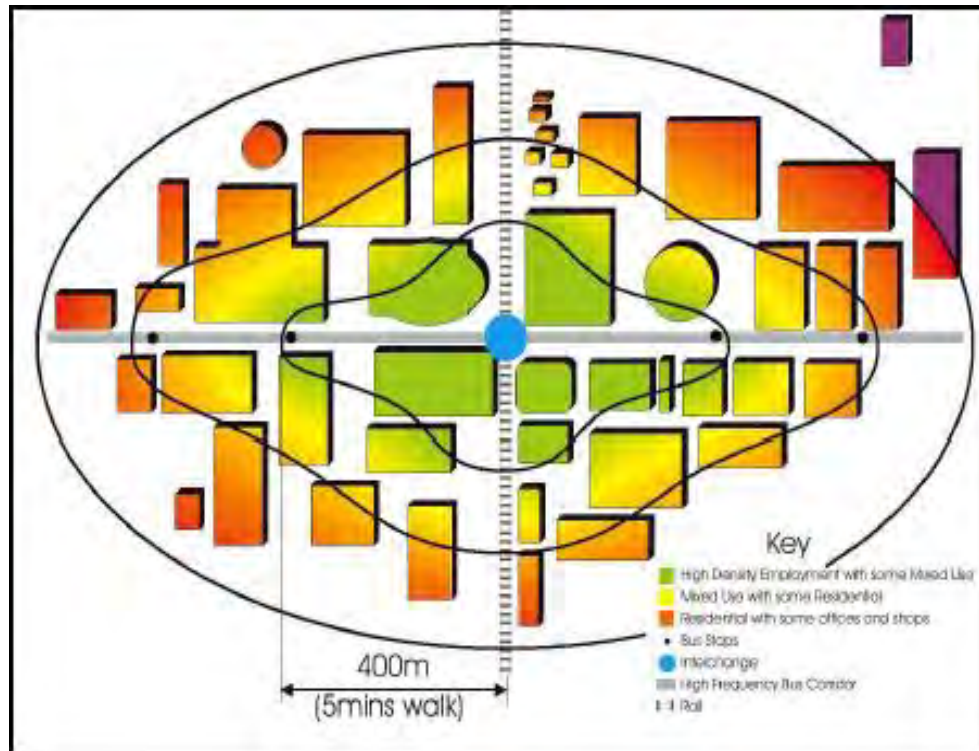 Key
High Density Employment with some Mixed Use
Mixed Use with some Residential
Residential with some offices and shops
Bus Stops
Interchange
High Frequency Bus Corridor
Rail
400m
(5mins walk)